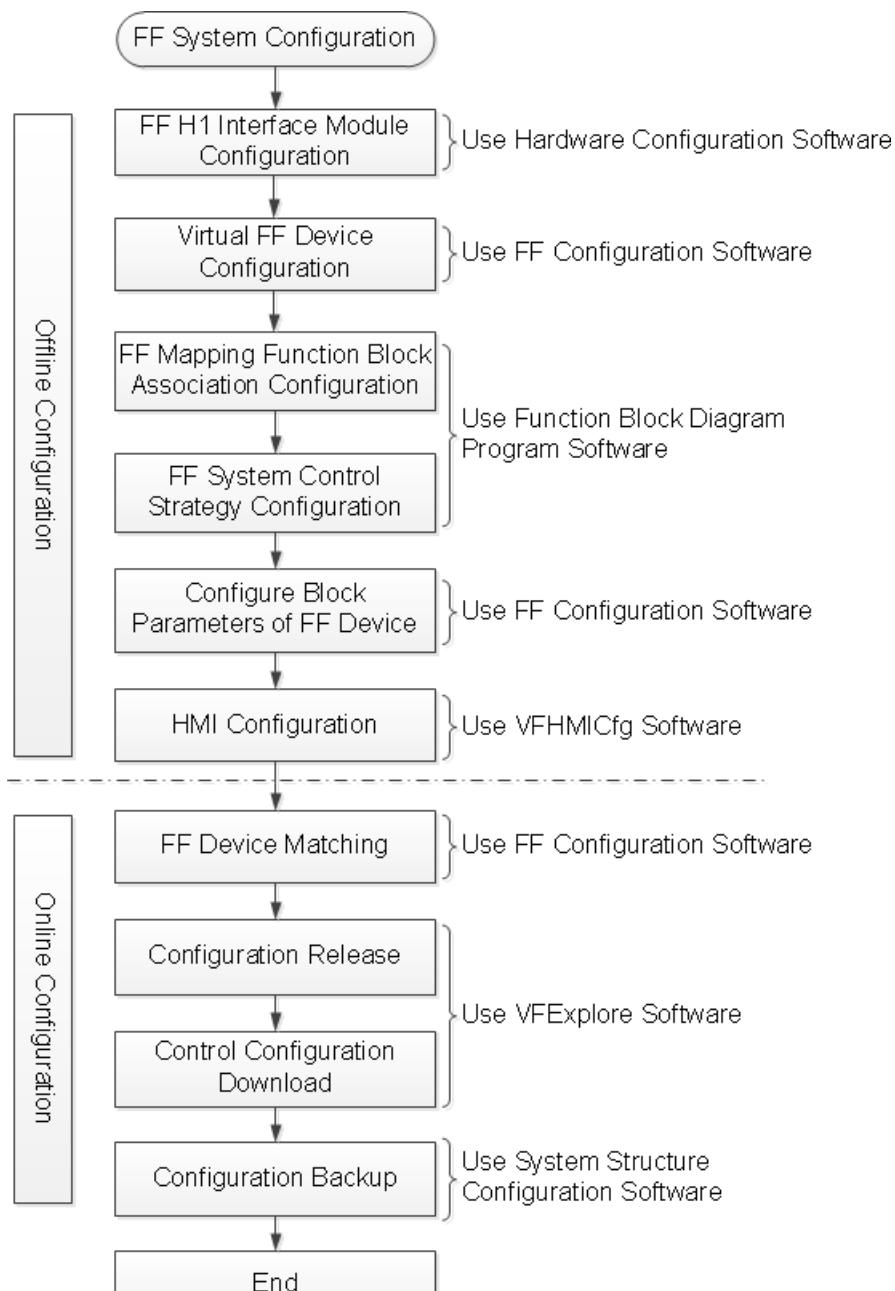 FF System Configuration
FF H1 Interface Module
Configuration
Use Hardware Configuration Software
Virtual FF Device
Configuration
Use FF Configuration Software
Offline Configuration
FF Mapping Function Block
Association Configuration
Use Function Block Diagram
Program Software
FF System Control
Strategy Configuration
Configure Block
Parameters of FF Device
Use FF Configuration Software
HMI Configuration
Use VFHMICfg Software
Online Configuration
FF Device Matching
Use FF Configuration Software
Configuration Release
Use VFExplore Software
Control Configuration
Download
Configuration Backup
Use System Structure
Configuration Software
End